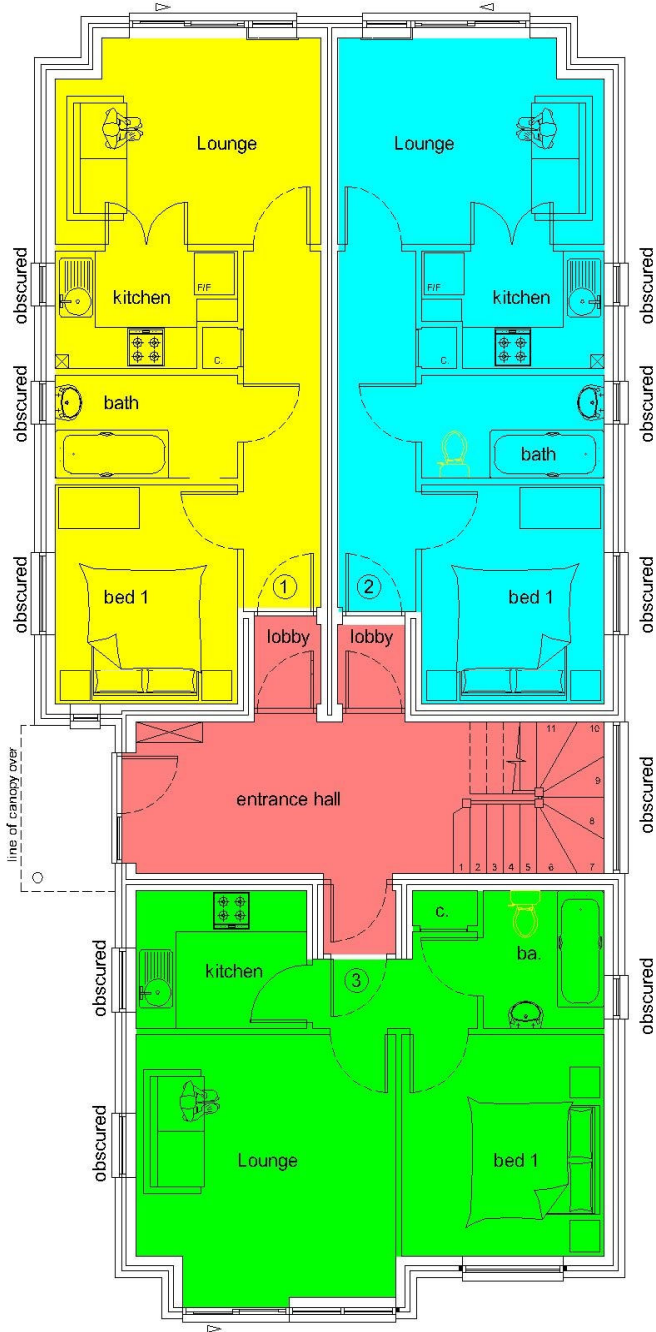 Lounge
Lounge
obscured
kitchen
F/F
F/F
kitchen
obscured
c.
c.
obscured
bath
bath
obscured
obscured
bed 1
1
2
bed 1
obscured
lobby
lobby
line of canopy over
entrance hall
11
10
9
8
7
6
5
4
3
2
1
obscured
c.
obscured
kitchen
3
ba.
obscured
obscured
Lounge
bed 1